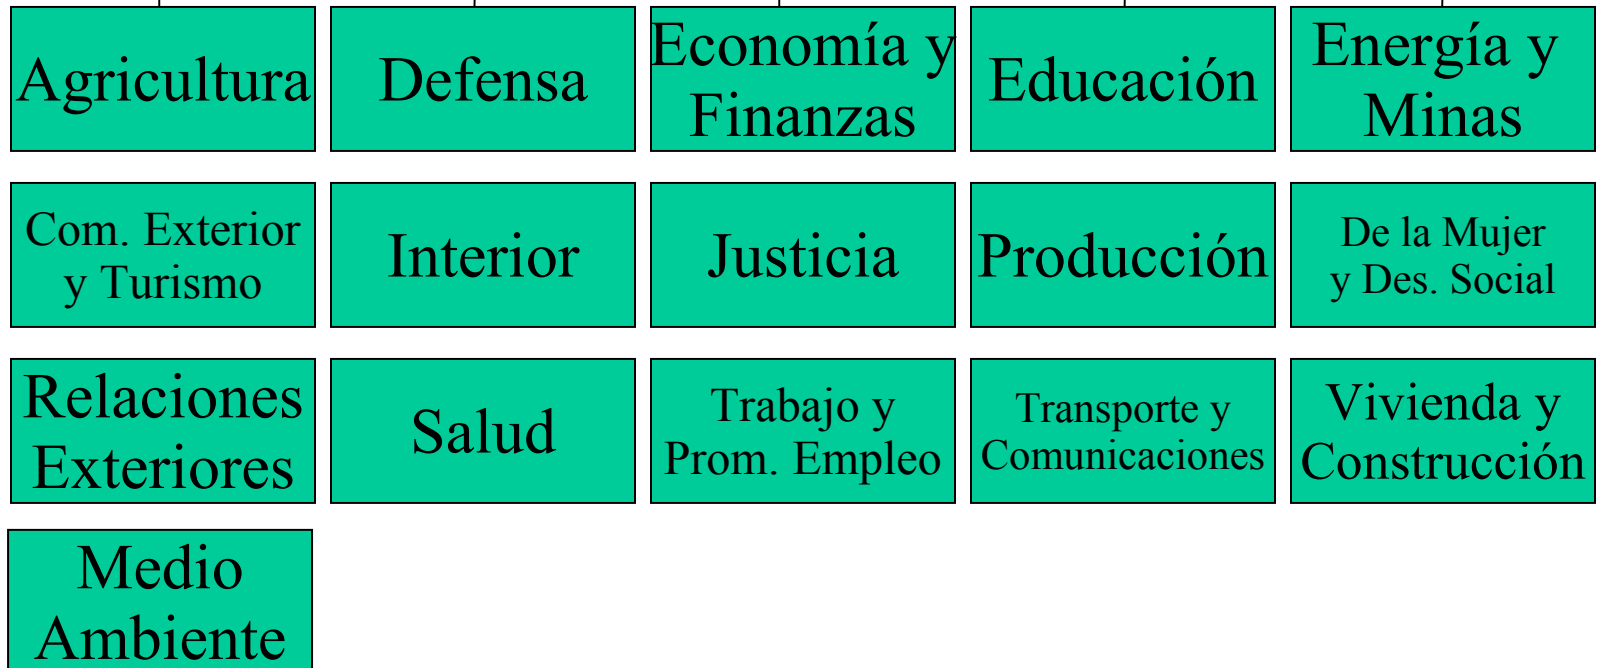 Agricultura
Defensa
Economía y
Finanzas
Educación
Energía y
Minas
Com. Exterior
y Turismo
Interior
Justicia
Producción
De la Mujer
y Des. Social
Relaciones
Exteriores
Salud
Trabajo y
Prom. Empleo
Transporte y
Comunicaciones
Vivienda y
Construcción
Medio
Ambiente